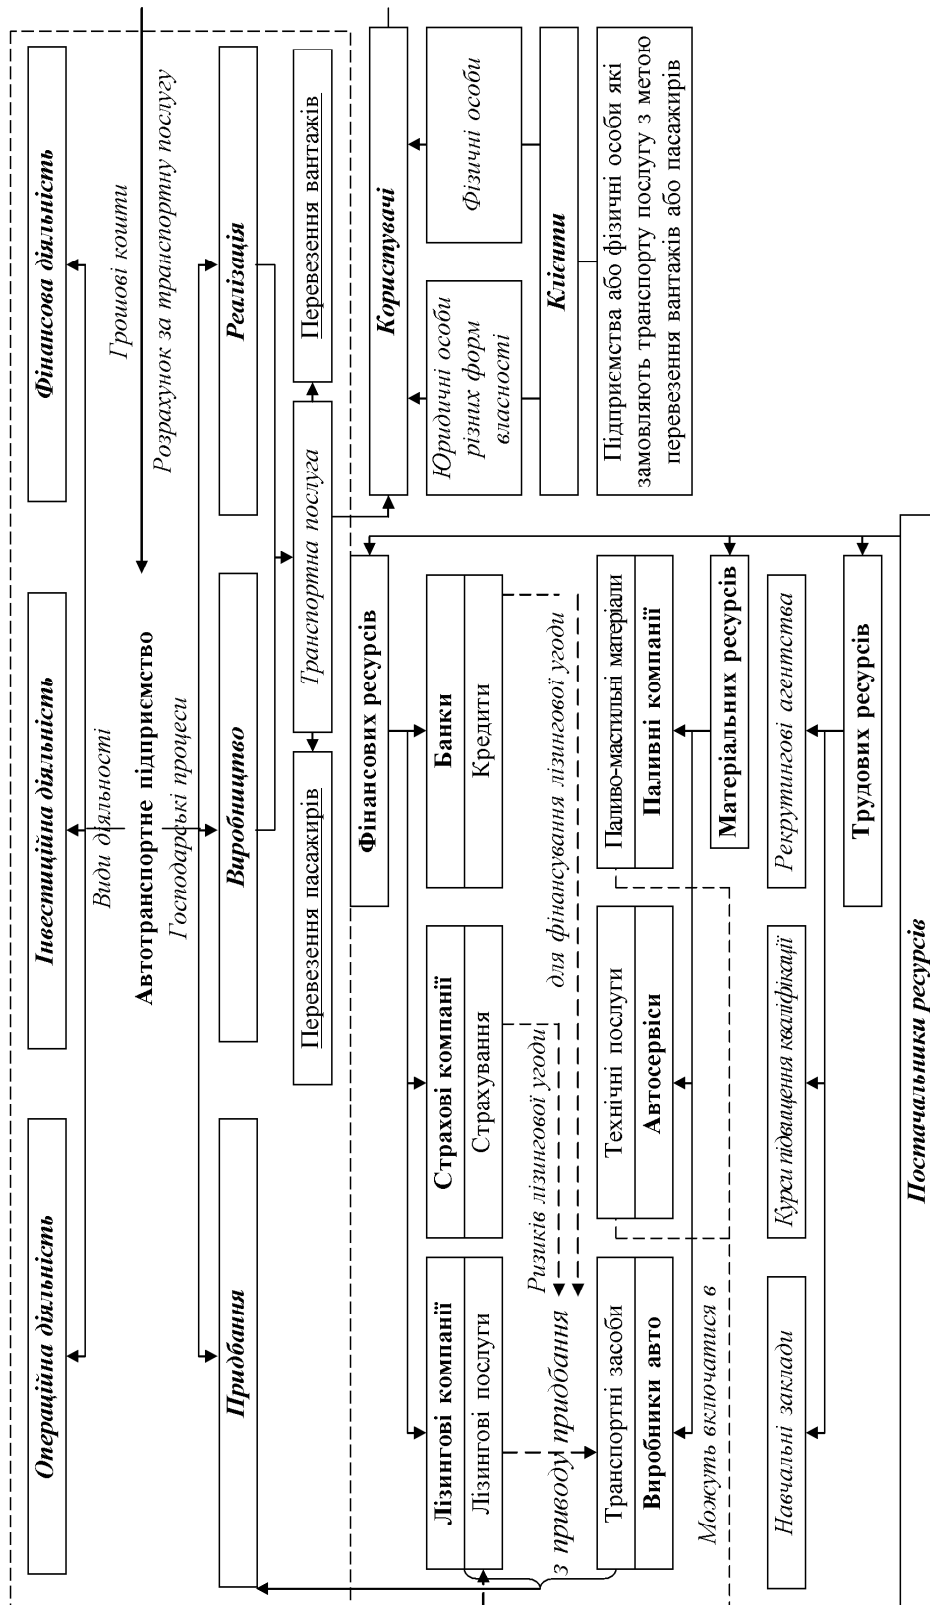 Операційна діяльність
Інвестиційна діяльність
Фінансова діяльність
Види діяльності
Грошові кошти
Автотранспортне підприємство
Господарські процеси
Розрахунок за транспортну послугу
Придбання
Виробництво
Реалізація
Перевезення пасажирів
Транспортна послуга
Перевезення вантажів
Фінансових ресурсів
Користувачі
Лізингові компанії
Лізингові послуги
Страхові компанії
Страхування
Банки
Кредити
Юридичні особи
різних форм
власності
Фізичні особи
Ризиків лізингової угоди
для фінансування лізингової угоди
з приводу придбання
Клієнти
Транспортні засоби
Виробники авто
Технічні послуги
Автосервіси
Паливо-мастильні матеріали
Паливні компанії
Підприємства або фізичні особи які
замовляють транспорту послугу з метою
перевезення вантажів або пасажирів
Можуть включатися в
Матеріальних ресурсів
Навчальні заклади
Курси підвищення кваліфікації
Рекрутингові агентства
Трудових ресурсів
Постачальники ресурсів